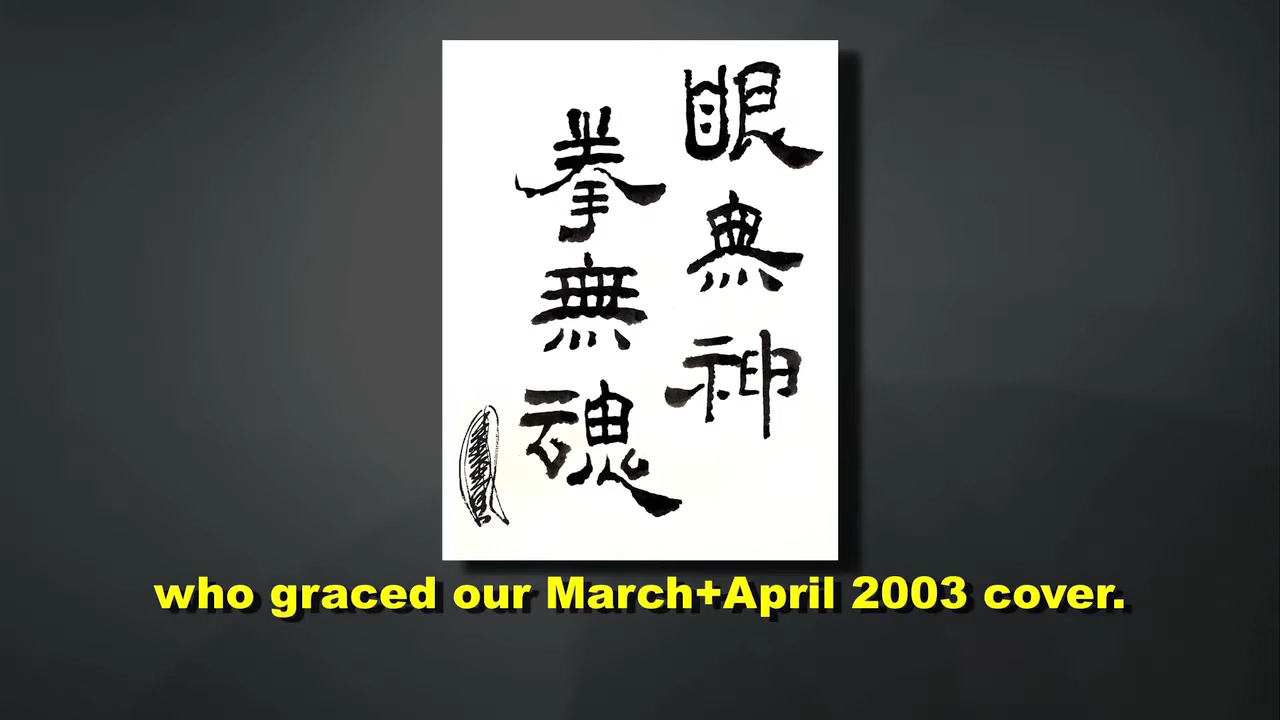 眼無神
拳無魂
who graced our March+April 2003 cover.